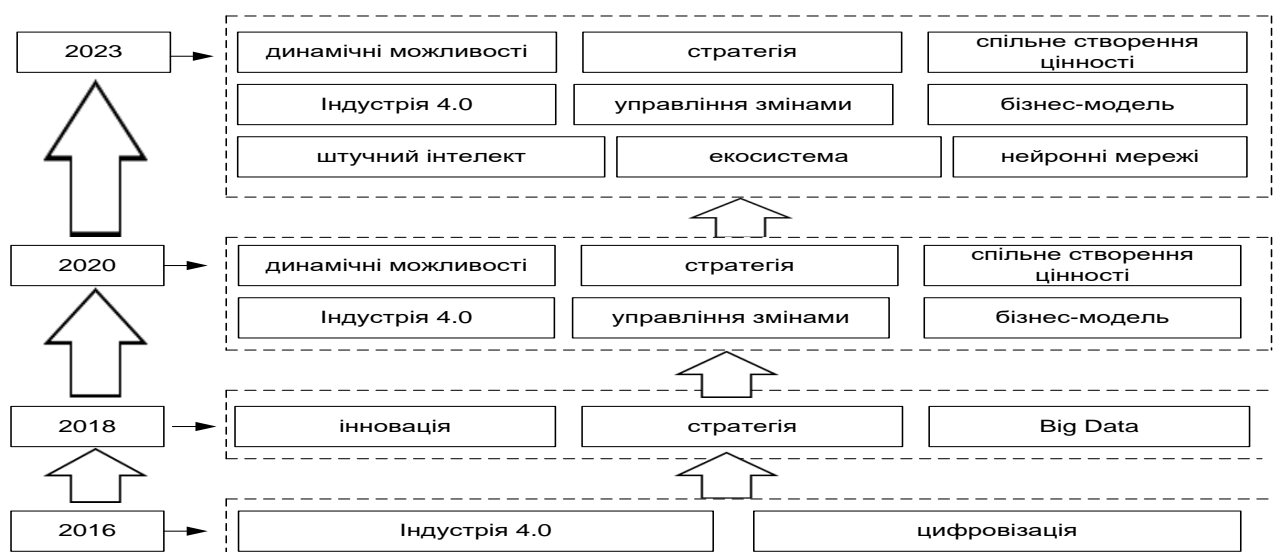 2023
динамічні можливості
стратегія
спільне створення
цінності
Індустрія 4.0
управління змінами
бізнес-модель
штучний інтелект
екосистема
нейронні мережі
2020
динамічні можливості
стратегія
спільне створення
цінності
Індустрія 4.0
управління змінами
бізнес-модель
2018
інновація
стратегія
Big Data
2016
Індустрія 4.0
цифровізація